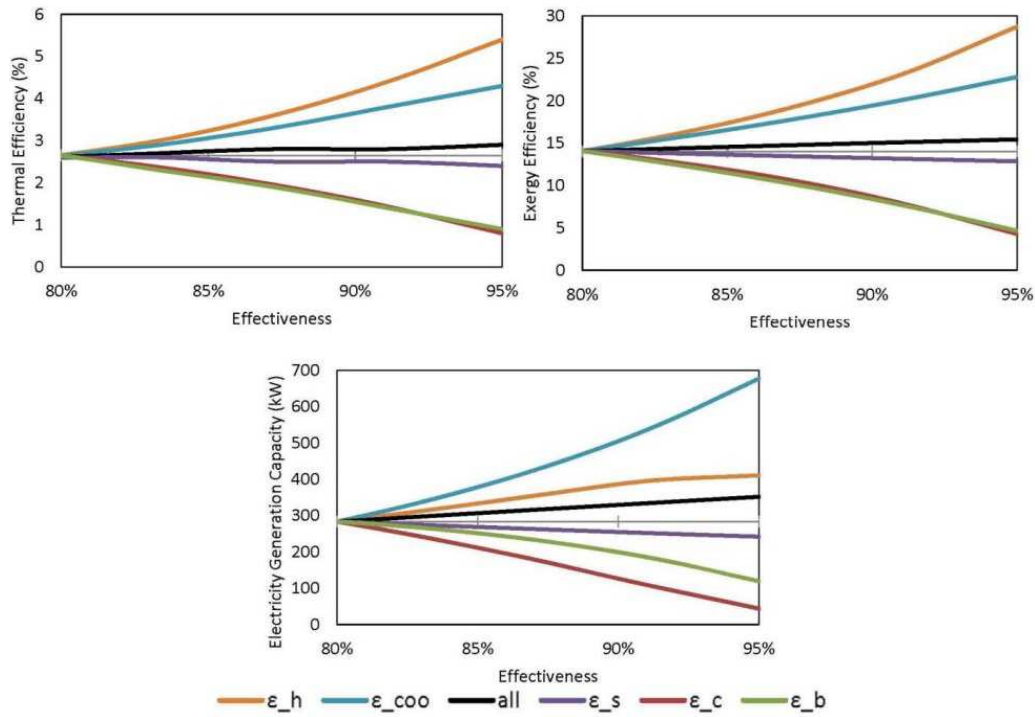 Thermal Efficiency (%)
6
5
4
3
2
1
0
80% 85% 90% 95%
Effectiveness
Exergy Efficiency (%)
30
25
20
15
10
5
0
80% 85% 90% 95%
Effectiveness
Electricity Generation Capacity (kW)
700
600
500
400
300
200
100
0
80% 85% 90% 95%
Effectiveness
ε_h ε_coo all ε_s ε_c ε_b